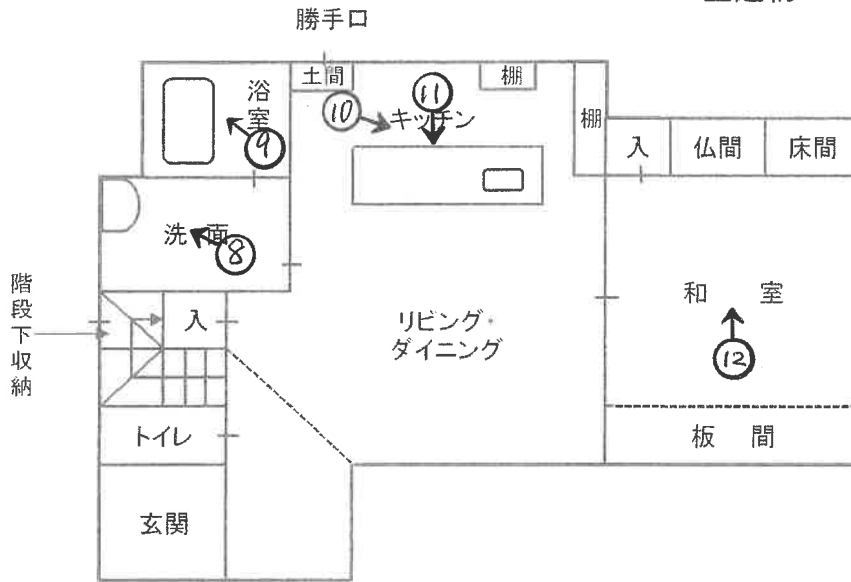 勝手口
土間
棚
浴室
⑨
⑩
⑪
キッチン
棚
入
仏間
床間
洗面
⑧
階段下収納
入
リビング・
ダイニング
和室
⑫
トイレ
板間
玄関